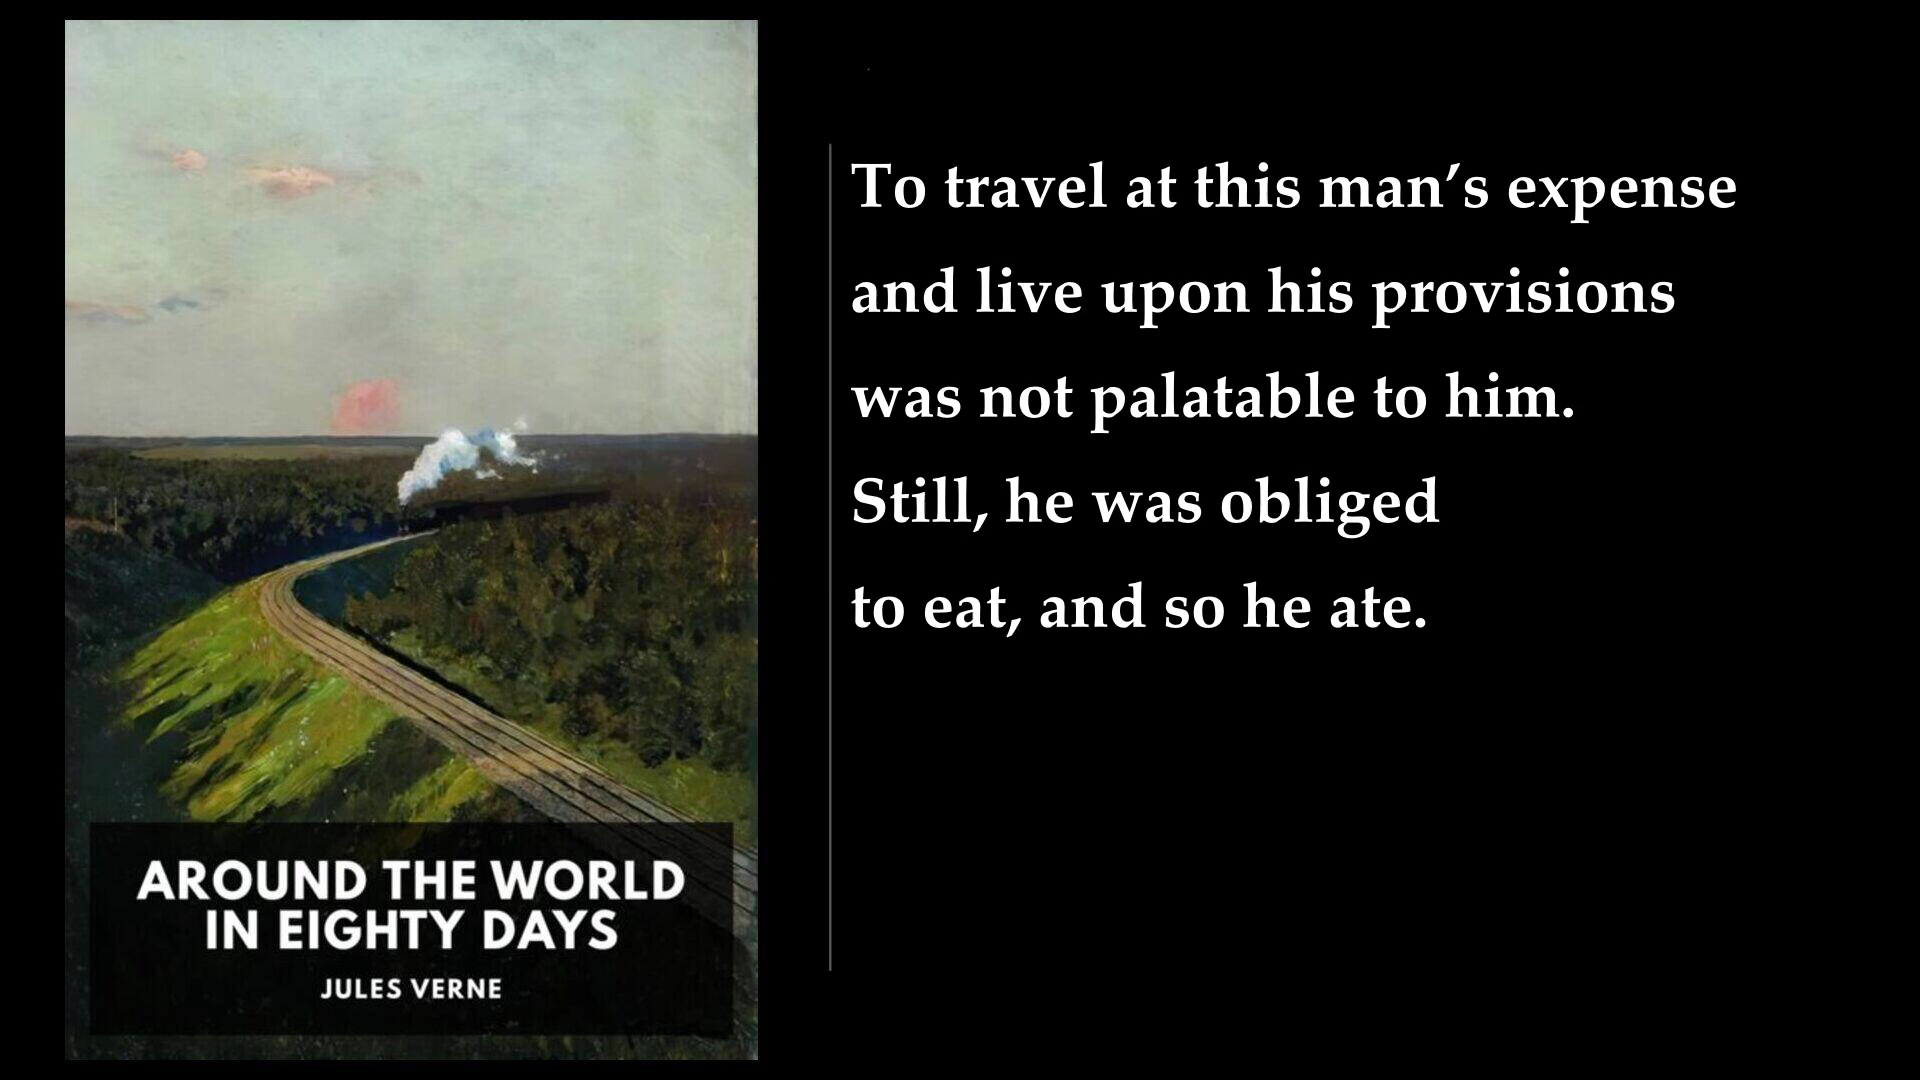 To travel at this man’s expense
and live upon his provisions
was not palatable to him.
Still, he was obliged
to eat, and so he ate.
AROUND THE WORLD
IN EIGHTY DAYS
JULES VERNE